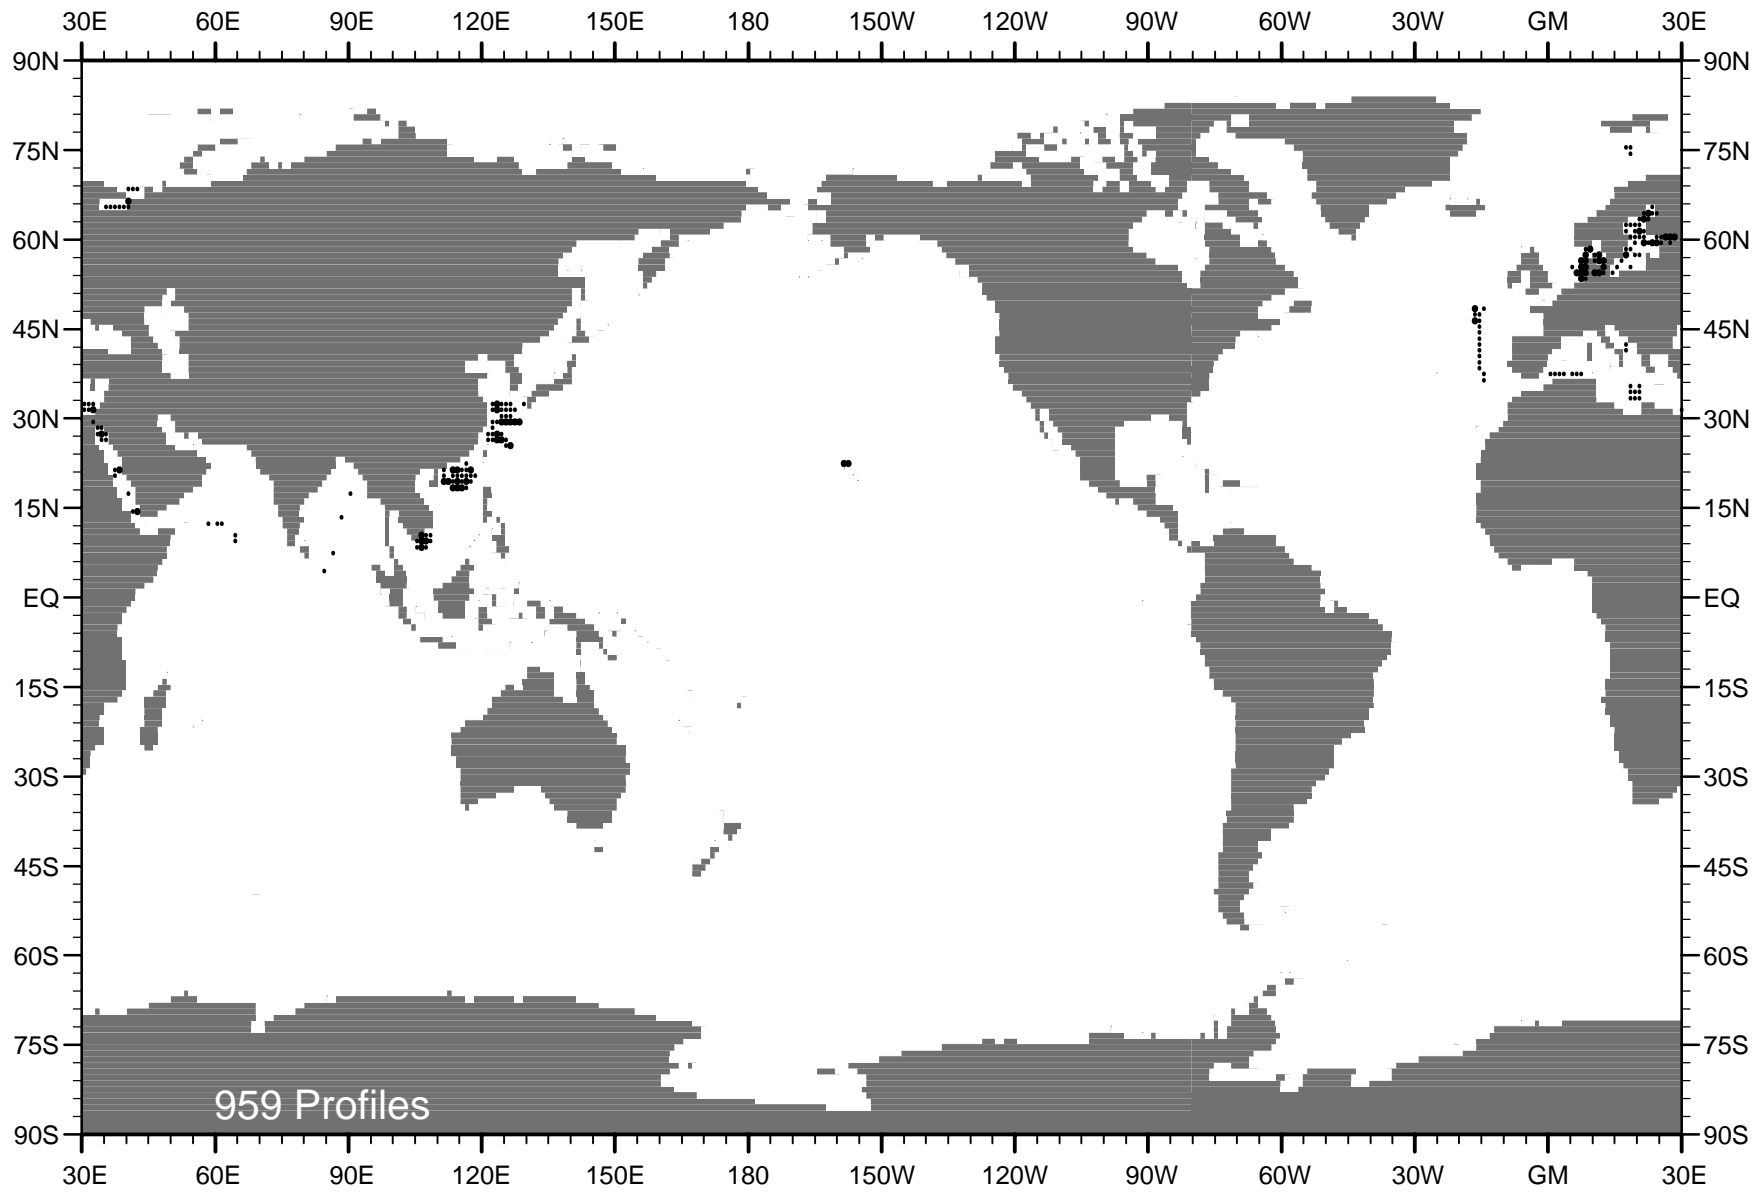 30E 60E 90E 120E 150E 180 150W 120W 90W 60W 30W GM 30E
90N 90N
75N 75N
60N 60N
45N 45N
30N 30N
15N 15N
EQ EQ
15S 15S
30S 30S
45S 45S
60S 60S
75S 75S
959 Profiles
90S 90S
30E 60E 90E 120E 150E 180 150W 120W 90W 60W 30W GM 30E